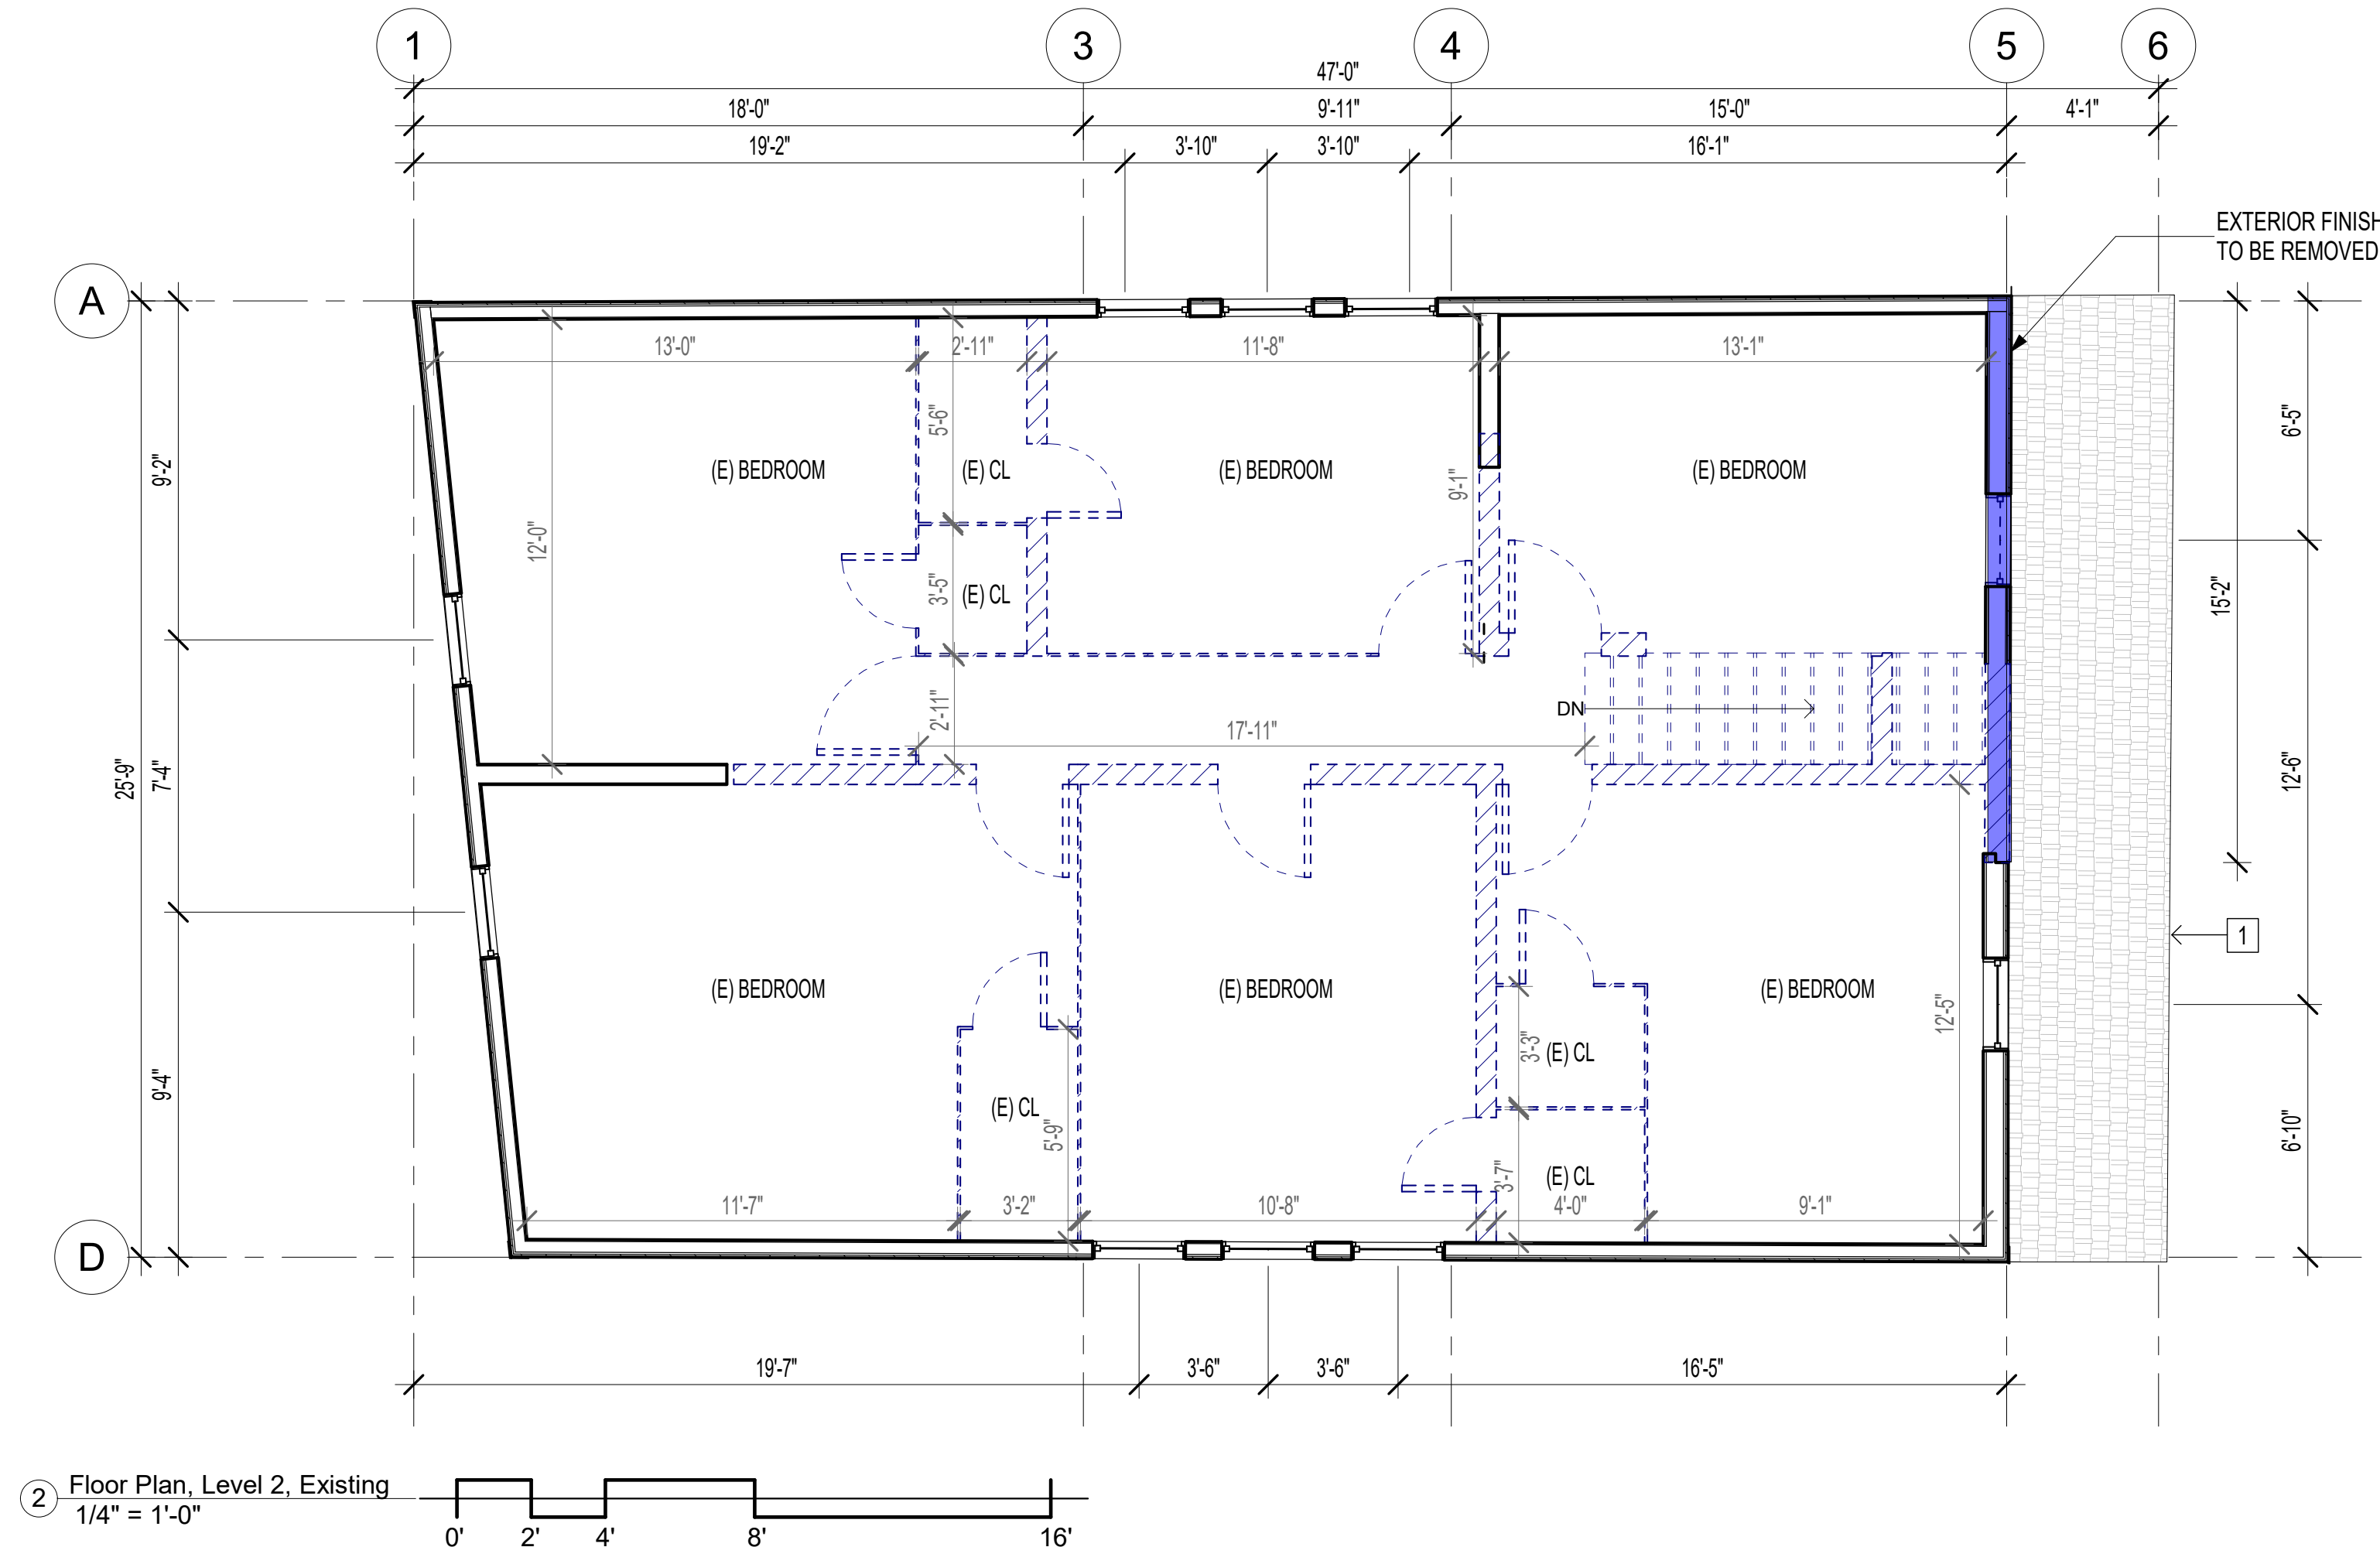 1 3 4 5 6
47'-0"
18'-0" 9'-11" 15'-0" 4'-1"
19'-2" 3'-10" 3'-10" 16'-1"
EXTERIOR FINISH
TO BE REMOVED
A
13'-0" 2'-11" 11'-8" 13'-1"
5'-6"
6'-5"
9'-2"
(E) BEDROOM (E) CL (E) BEDROOM (E) BEDROOM
9'-1"
12'-0"
3'-5" (E) CL
15'-2"
2'-11"
DN
17'-11"
25'-9"
7'-4"
12'-6"
1
(E) BEDROOM (E) BEDROOM (E) BEDROOM
12'-5"
3'-3" (E) CL
9'-4"
(E) CL
5'-9"
6'-10"
3'-7" (E) CL
11'-7" 3'-2" 10'-8" 4'-0" 9'-1"
D
19'-7" 3'-6" 3'-6" 16'-5"
2 Floor Plan, Level 2, Existing
1/4" = 1'-0"
0' 2' 4' 8' 16'